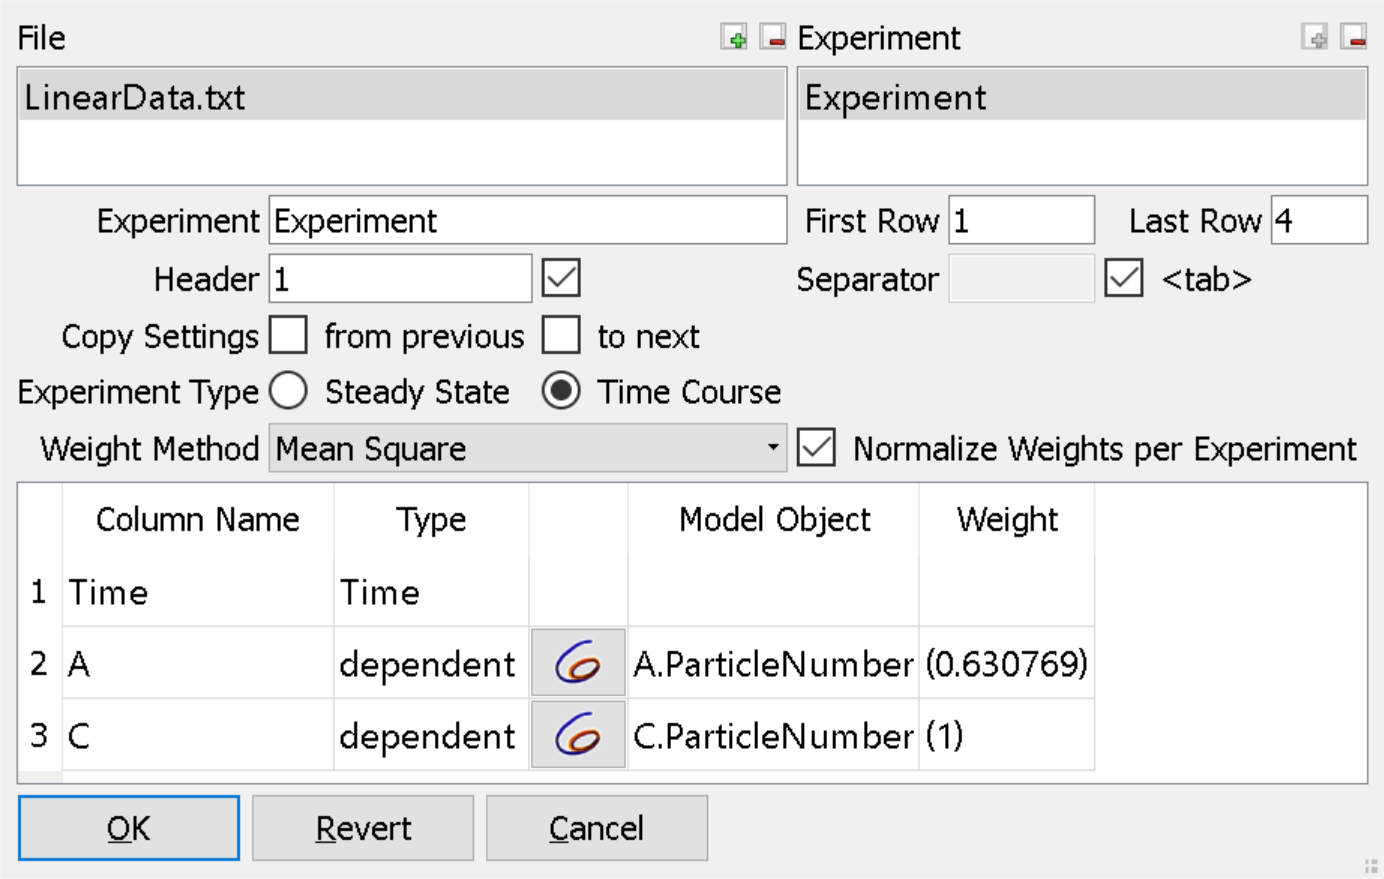 File Experiment
LinearData.txt Experiment
Experiment Experiment First Row 1 Last Row 4
Header 1 Separator <tab>
Copy Settings from previous to next
Experiment Type Steady State Time Course
Weight Method Mean Square Normalize Weights per Experiment
Column Name Type Model Object Weight
1 Time Time
2 A dependent A.ParticleNumber (0.630769)
3 C dependent C.ParticleNumber (1)
OK Revert Cancel